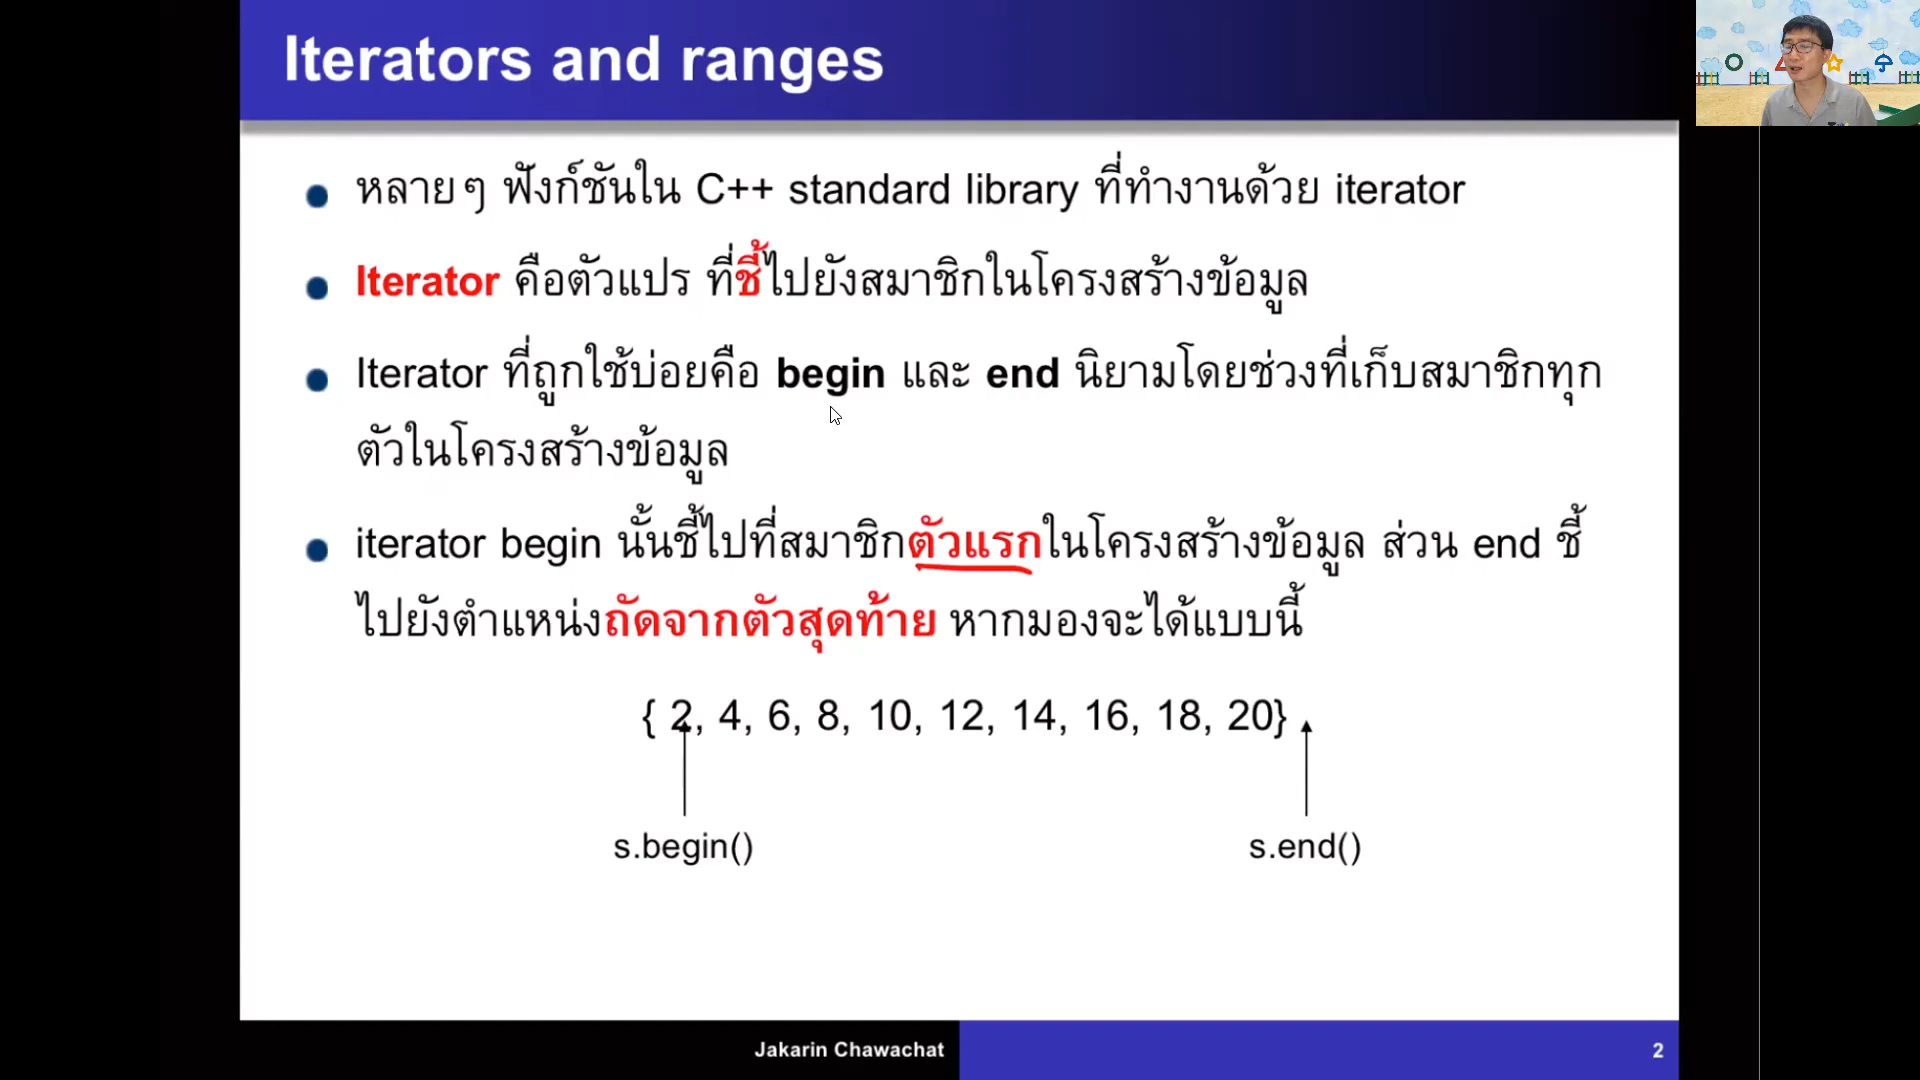 Iterators and ranges
หลายๆ ฟังก์ชันใน C++ standard library ที่ทำงานด้วย iterator
Iterator คือตัวแปร ที่ชี้ไปยังสมาชิกในโครงสร้างข้อมูล
Iterator ที่ถูกใช้บ่อยคือ begin และ end นิยามโดยช่วงที่เก็บสมาชิกทุก
ตัวในโครงสร้างข้อมูล
iterator begin นั้นชี้ไปที่สมาชิกตัวแรกในโครงสร้างข้อมูล ส่วน end ชี้
ไปยังตำแหน่งถัดจากตัวสุดท้าย หากมองจะได้แบบนี้
{ 2, 4, 6, 8, 10, 12, 14, 16, 18, 20}
s.begin() s.end()
Jakarin Chawachat 2